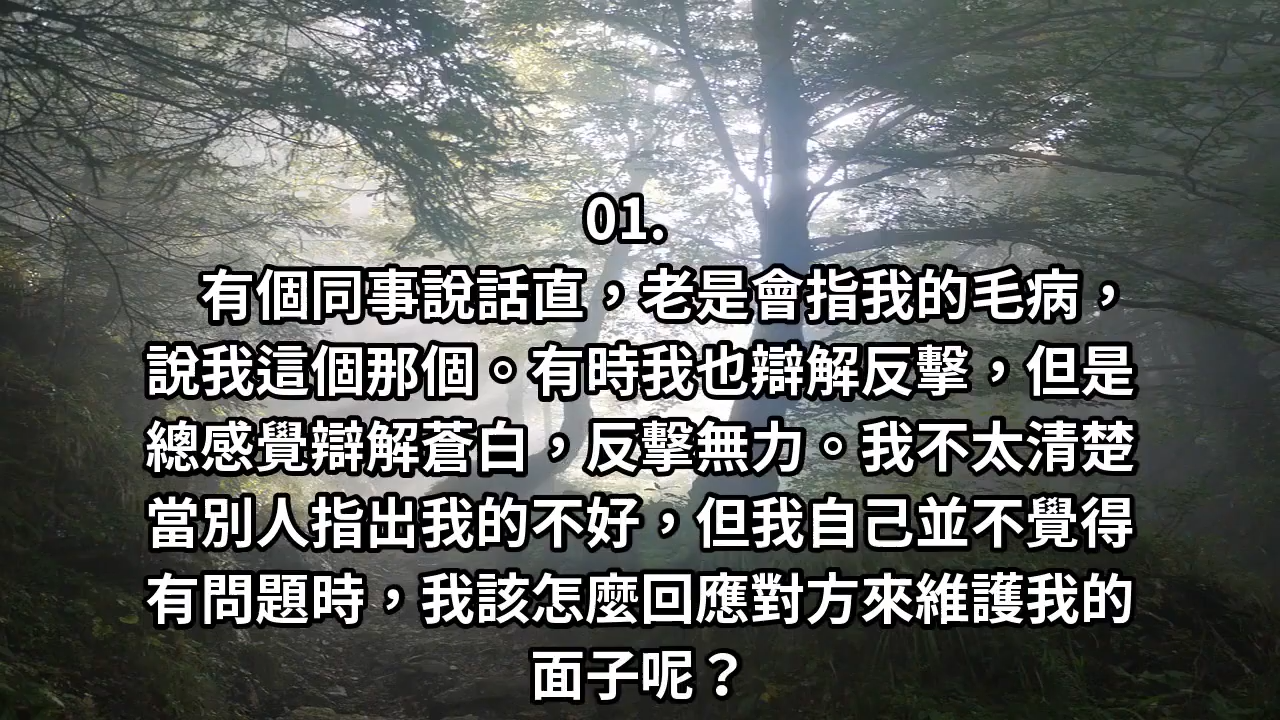 01.
有個同事說話直，老是會指我的毛病，
說我這個那個。有時我也辯解反擊，但是
總感覺辯解蒼白，反擊無力。我不太清楚
當別人指出我的不好，但我自己並不覺得
有問題時，我該怎麼回應對方來維護我的
面子呢？